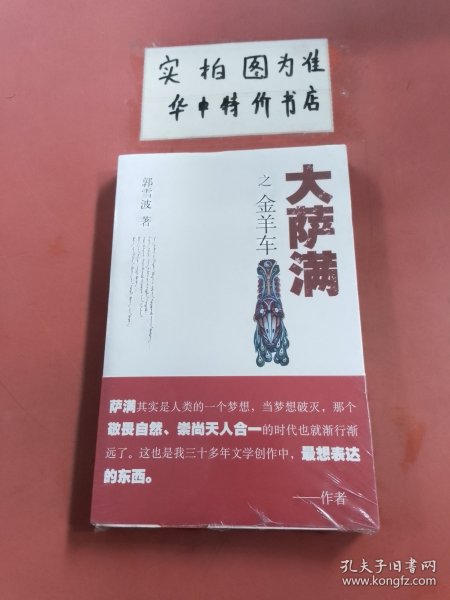 实拍图为准
华中特价书店
大萨满
之金羊车
郭雪波 著
萨满其实是人类的一个梦想，当梦想破灭，那个
敬畏自然、崇尚天人合一的时代也就渐行渐
远了。这也是我三十多年文学创作中，最想表达
的东西。
——作者
孔夫子旧书网
www.kongfz.com